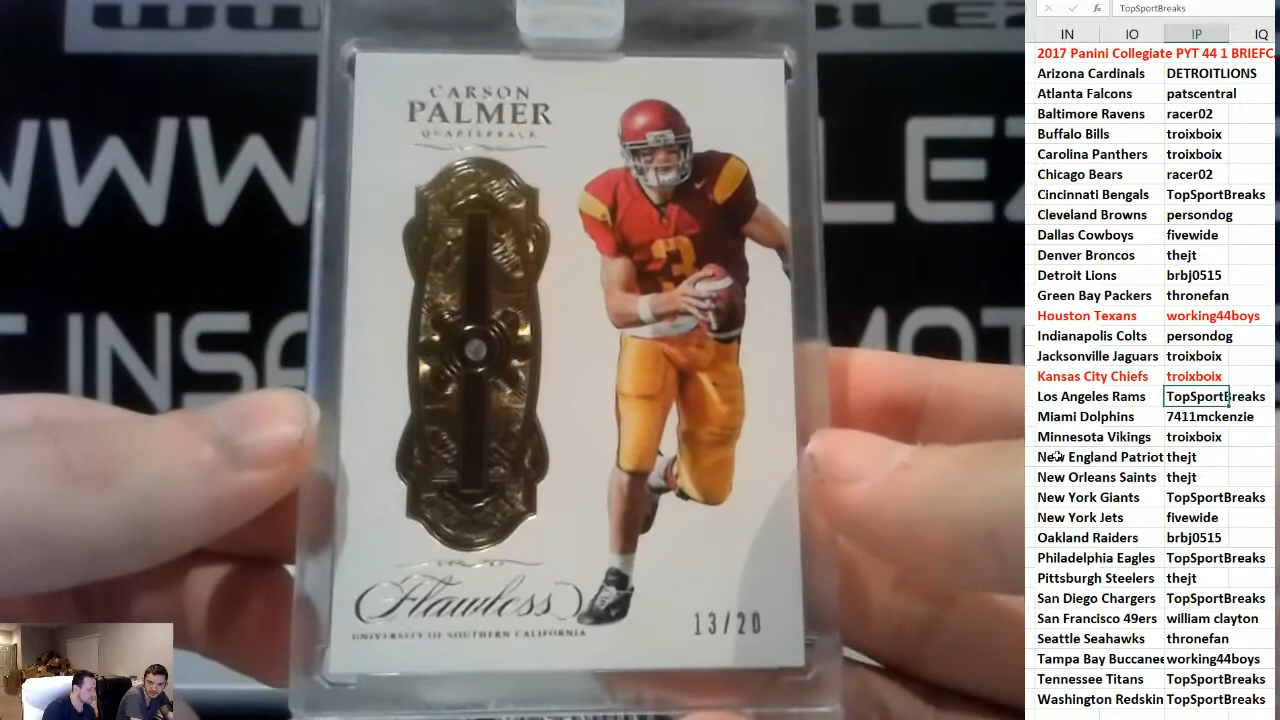 CARSON
PALMER
QUARTERBACK
3
Flawless
UNIVERSITY OF SOUTHERN CALIFORNIA
13/20
WWW
INSA
MOT
fx TopSportBreaks
IN IO IP IQ
2017 Panini Collegiate PYT 44 1 BRIEFC
Arizona Cardinals DETROITLIONS
Atlanta Falcons patscentral
Baltimore Ravens racer02
Buffalo Bills troixboix
Carolina Panthers troixboix
Chicago Bears racer02
Cincinnati Bengals TopSportBreaks
Cleveland Browns persondog
Dallas Cowboys fivewide
Denver Broncos thejt
Detroit Lions brbj0515
Green Bay Packers thronefan
Houston Texans working44boys
Indianapolis Colts persondog
Jacksonville Jaguars troixboix
Kansas City Chiefs troixboix
Los Angeles Rams TopSportBreaks
Miami Dolphins 7411mckenzie
Minnesota Vikings troixboix
New England Patriot thejt
New Orleans Saints thejt
New York Giants TopSportBreaks
New York Jets fivewide
Oakland Raiders brbj0515
Philadelphia Eagles TopSportBreaks
Pittsburgh Steelers thejt
San Diego Chargers TopSportBreaks
San Francisco 49ers william clayton
Seattle Seahawks thronefan
Tampa Bay Buccanee working44boys
Tennessee Titans TopSportBreaks
Washington Redskin TopSportBreaks